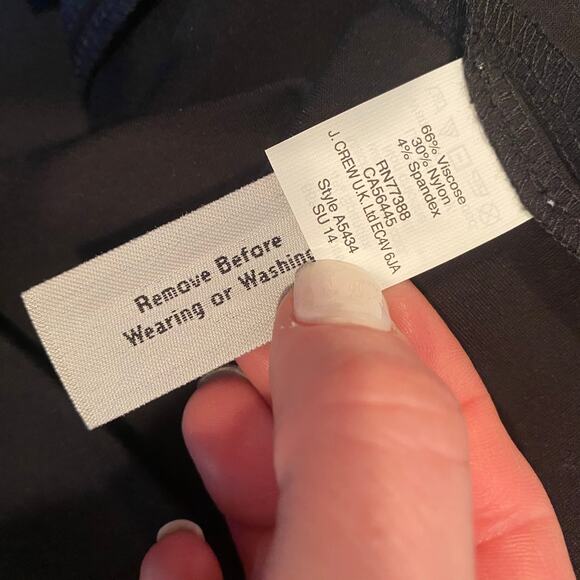 66% Viscose
30% Nylon
4% Spandex
RN77388
CA56445
J. CREW U.K. Ltd EC4V 6JA
Style A5434
SU 14
Remove Before
Wearing or Washing